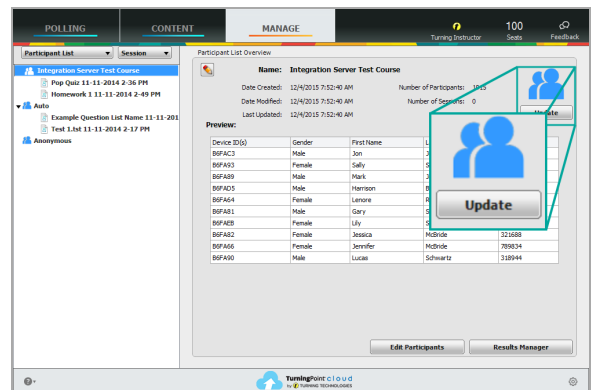 POLLING CONTENT MANAGE
Turning Instructor 100 Seats Feedback
Participant List Session
Integration Server Test Course
Pop Quiz 11-11-2014 2-36 PM
Homework 1 11-11-2014 2-49 PM
Auto
Example Question List Name 11-11-201
Test 1.tst 11-11-2014 2-17 PM
Anonymous
Participant List Overview
Name: Integration Server Test Course
Date Created: 12/4/2015 7:52:40 AM Number of Participants:
Date Modified: 12/4/2015 7:52:40 AM Number of Sessions: 0
Last Updated: 12/4/2015 7:52:40 AM
Update
Preview:
Device ID(s) Gender First Name
B6FAC3 Male Jon
B6FA93 Female Sally
B6FA89 Male Mark
B6FAD5 Male Harrison
B6FA64 Female Lenore
B6FA81 Male Gary
B6FAEB Female Lily
B6FA82 Female Jessica McBride 321688
B6FA66 Female Jennifer McBride 789834
B6FA90 Male Lucas Schwartz 318944
Edit Participants Results Manager
TurningPoint cloud
by TURNING TECHNOLOGIES